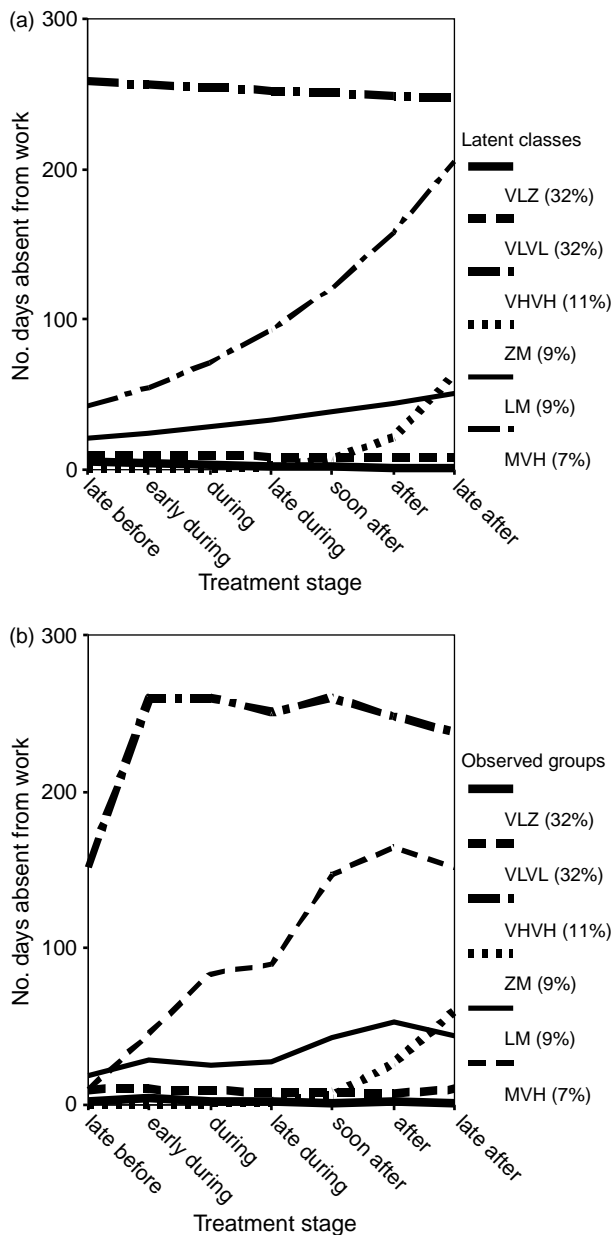 (a)
300
200
100
0
No. days absent from work
late before
early during
during
late during
soon after
after
late after
Treatment stage
Latent classes
VLZ (32%)
VLVL (32%)
VHVH (11%)
ZM (9%)
LM (9%)
MVH (7%)
(b)
300
200
100
0
No. days absent from work
late before
early during
during
late during
soon after
after
late after
Treatment stage
Observed groups
VLZ (32%)
VLVL (32%)
VHVH (11%)
ZM (9%)
LM (9%)
MVH (7%)